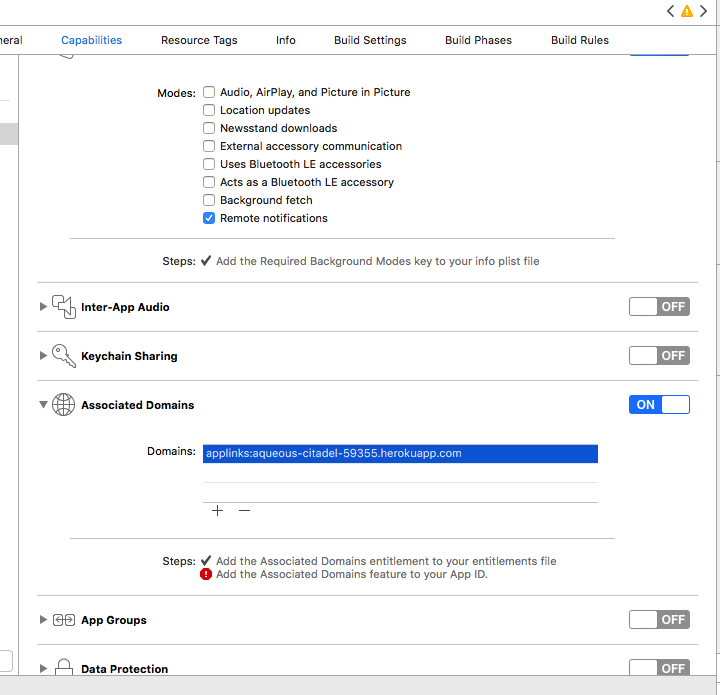 eral Capabilities Resource Tags Info Build Settings Build Phases Build Rules
Modes: Audio, AirPlay, and Picture in Picture
Location updates
Newsstand downloads
External accessory communication
Uses Bluetooth LE accessories
Acts as a Bluetooth LE accessory
Background fetch
Remote notifications
Steps: ✔ Add the Required Background Modes key to your info plist file
Inter-App Audio OFF
Keychain Sharing OFF
Associated Domains ON
Domains: applinks:aqueous-citadel-59355.herokuapp.com
Steps: ✔ Add the Associated Domains entitlement to your entitlements file
Add the Associated Domains feature to your App ID.
App Groups OFF
Data Protection OFF